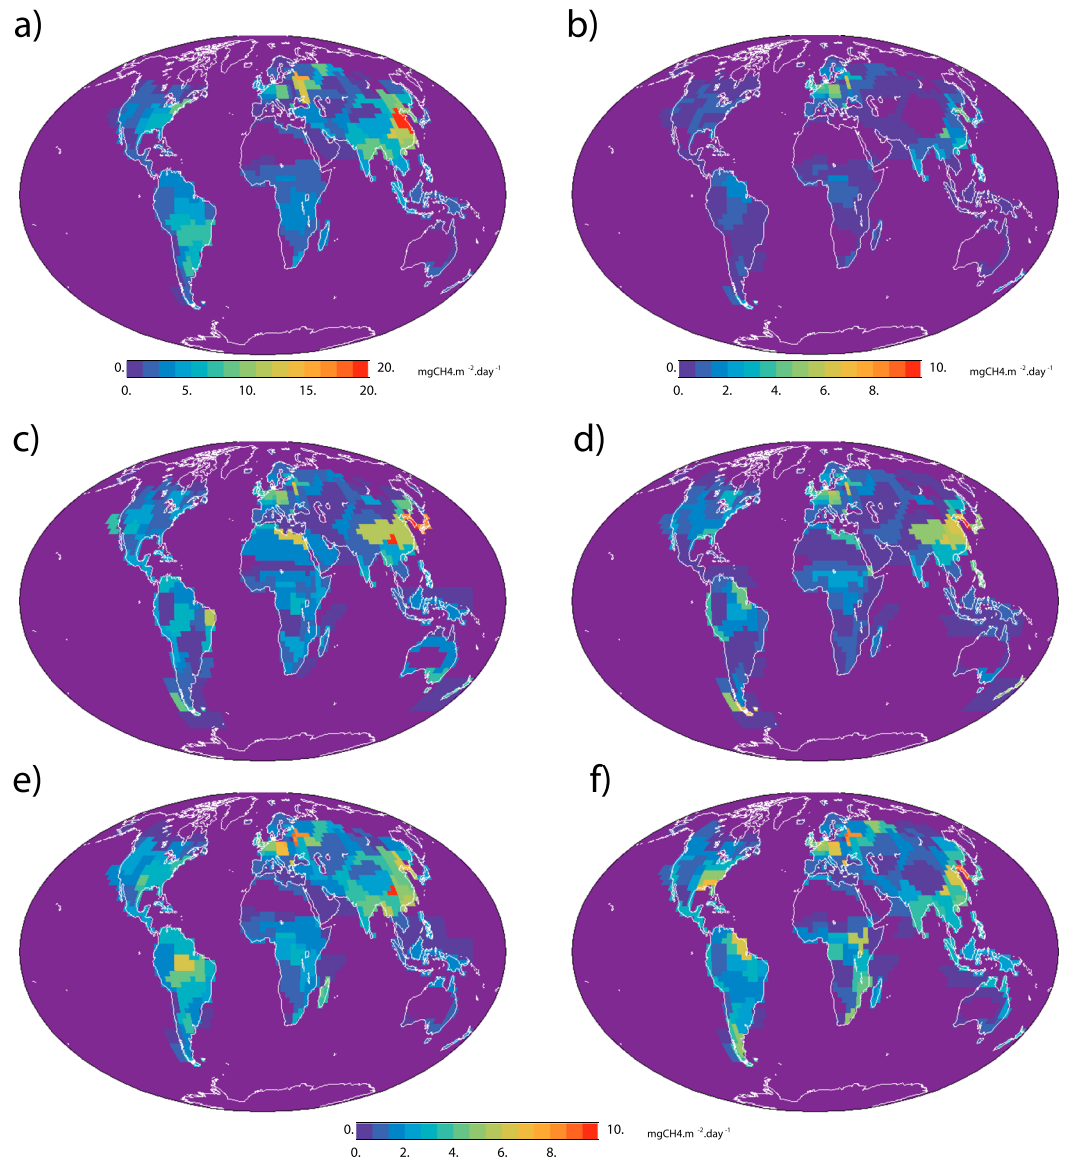 a)
b)
0.
20.
mgCH4.m -2 .day -1
0.
5.
10.
15.
20.
0.
10.
mgCH4.m -2 .day -1
0.
2.
4.
6.
8.
c)
d)
e)
f)
0.
10.
mgCH4.m -2 .day -1
0.
2.
4.
6.
8.